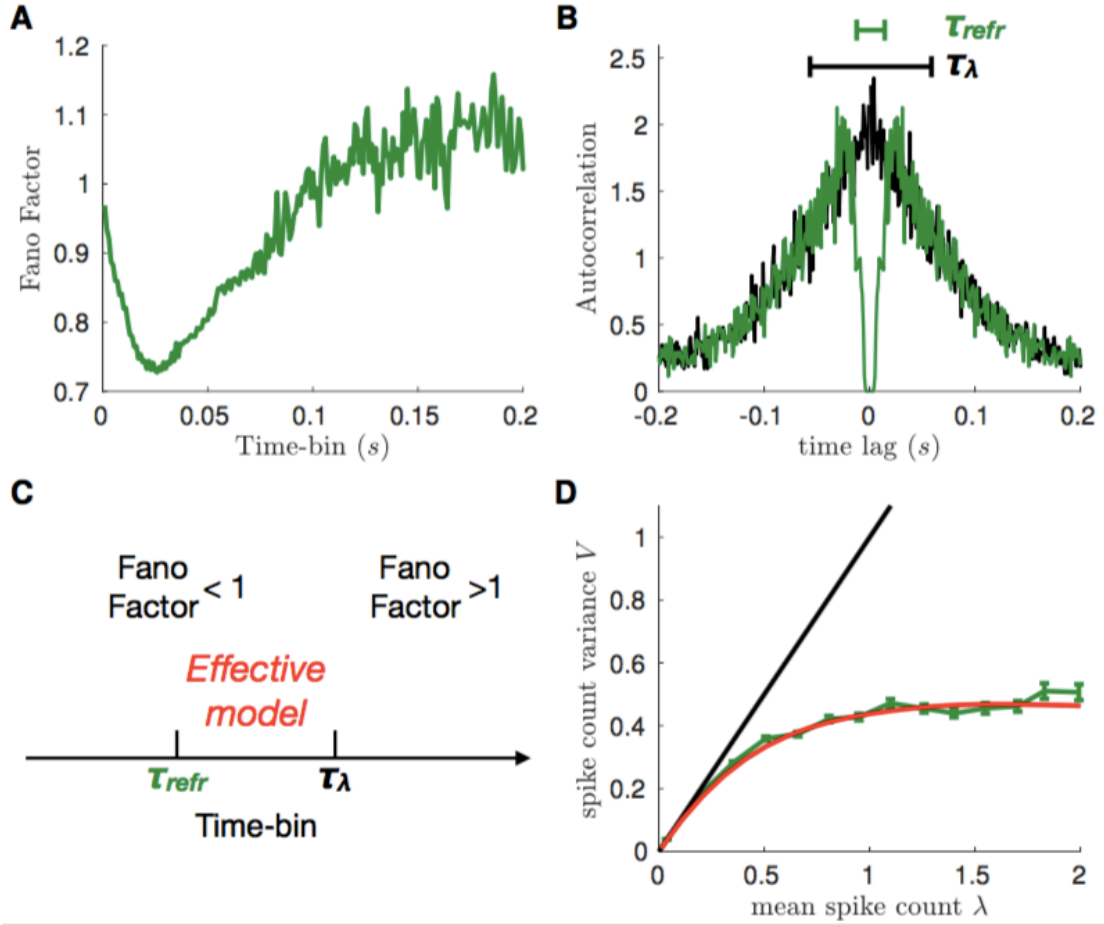 A
1.2
1.1
1
0.9
0.8
0.7
0
0.05
0.1
0.15
0.2
Fano Factor
Time-bin (s)
B
τrefr
τλ
2.5
2
1.5
1
0.5
0
-0.2
-0.1
0
0.1
0.2
Autocorrelation
time lag (s)
C
Fano
Factor < 1
Fano
Factor >1
Effective
model
τrefr
τλ
Time-bin
D
1
0.8
0.6
0.4
0.2
0
0
0.5
1
1.5
2
spike count variance V
mean spike count λ